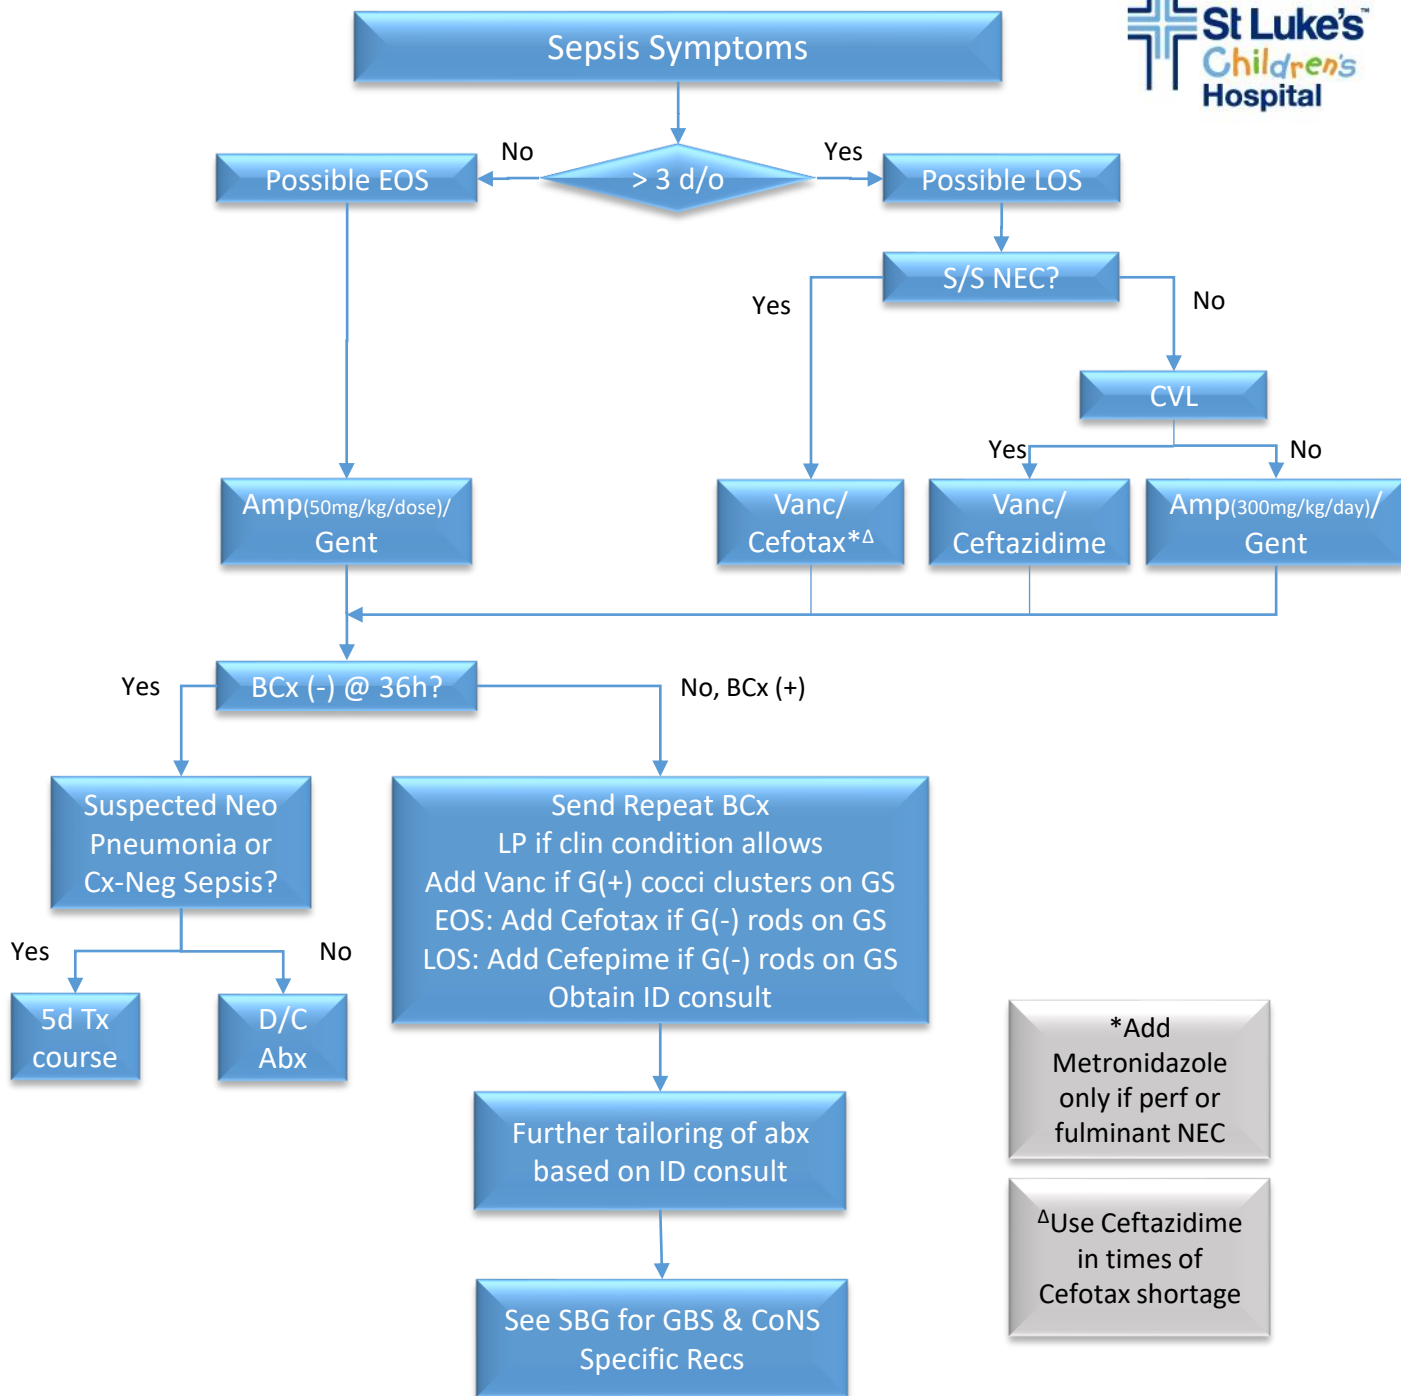 St Luke's™
Children's
Hospital
Sepsis Symptoms
No
Yes
Possible EOS
> 3 d/o
Possible LOS
S/S NEC?
Yes
No
CVL
Yes
No
Amp(50mg/kg/dose)/
Gent
Vanc/
Cefotax*Δ
Vanc/
Ceftazidime
Amp(300mg/kg/day)/
Gent
Yes
BCx (-) @ 36h?
No, BCx (+)
Suspected Neo
Pneumonia or
Cx-Neg Sepsis?
Send Repeat BCx
LP if clin condition allows
Add Vanc if G(+) cocci clusters on GS
EOS: Add Cefotax if G(-) rods on GS
LOS: Add Cefepime if G(-) rods on GS
Obtain ID consult
Yes
No
5d Tx
course
D/C
Abx
*Add
Metronidazole
only if perf or
fulminant NEC
Further tailoring of abx
based on ID consult
ΔUse Ceftazidime
in times of
Cefotax shortage
See SBG for GBS & CoNS
Specific Recs